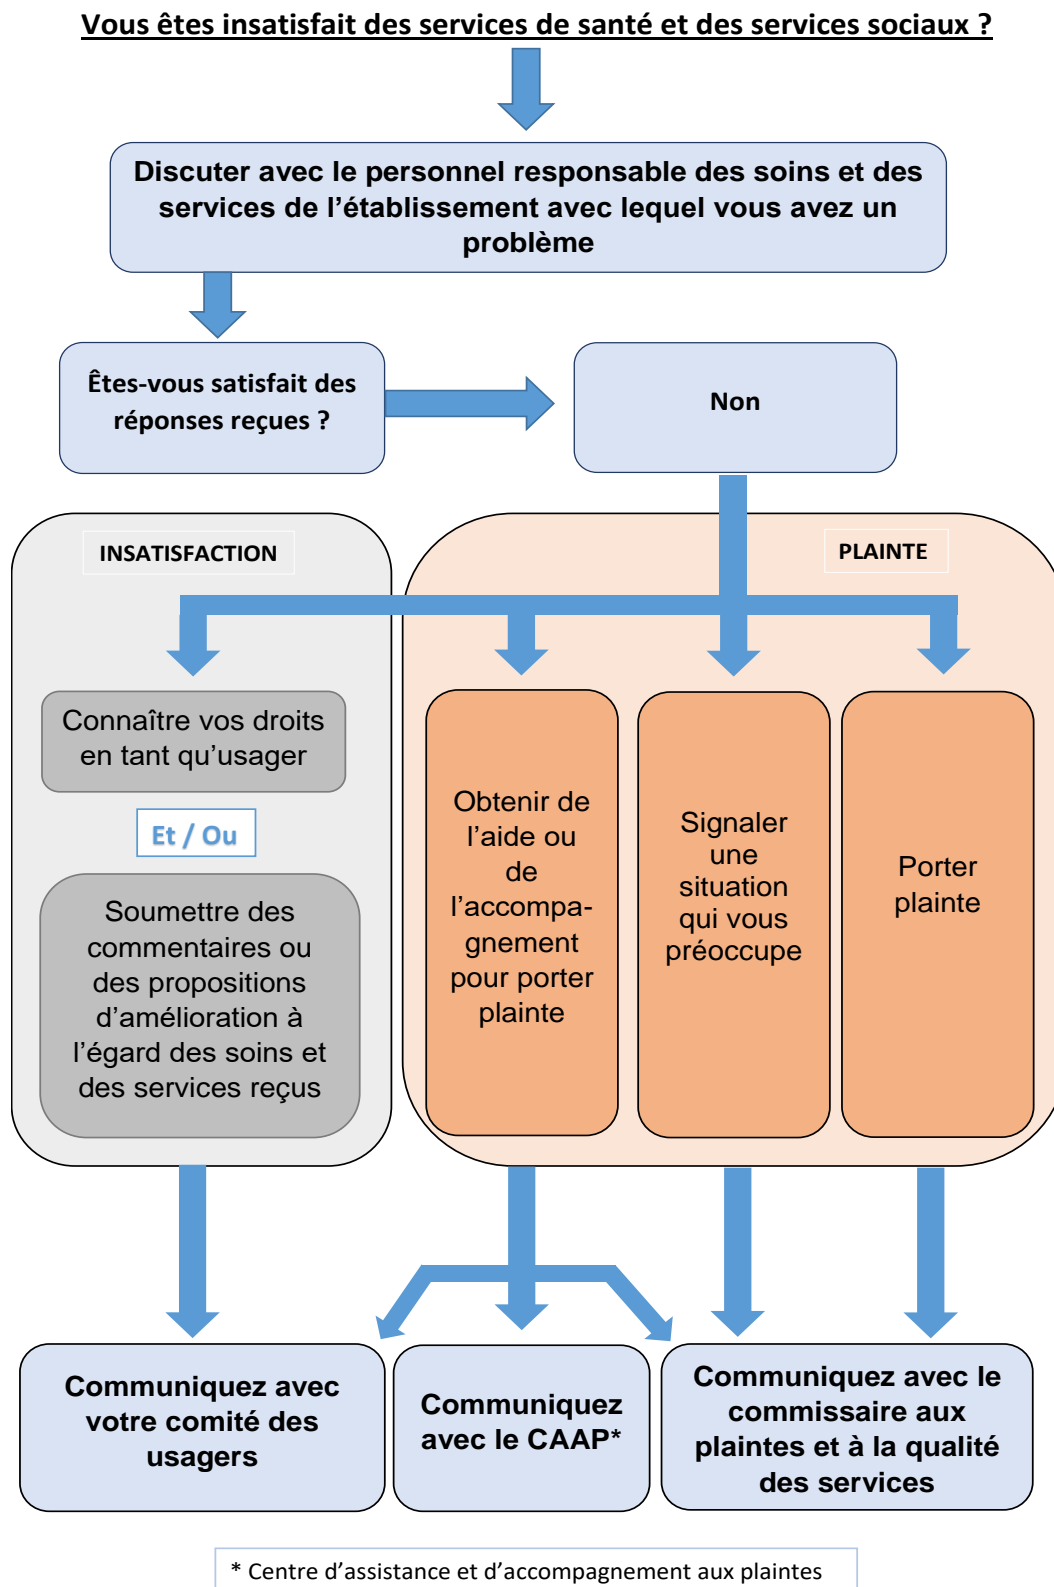 Vous êtes insatisfait des services de santé et des services sociaux ?
Discuter avec le personnel responsable des soins et des
services de l’établissement avec lequel vous avez un
problème
Êtes-vous satisfait des
réponses reçues ?
Non
INSATISFACTION
PLAINTE
Connaître vos droits
en tant qu’usager
Et / Ou
Soumettre des
commentaires ou
des propositions
d’amélioration à
l’égard des soins et
des services reçus
Obtenir de
l’aide ou
de
l’accompa-
gnement
pour porter
plainte
Signaler
une
situation
qui vous
préoccupe
Porter
plainte
Communiquez avec
votre comité des
usagers
Communiquez
avec le CAAP*
Communiquez avec le
commissaire aux
plaintes et à la qualité
des services
* Centre d’assistance et d’accompagnement aux plaintes